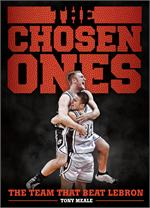 THE
CHOSEN
ONES
THE TEAM THAT BEAT LEBRON
TONY MEALE